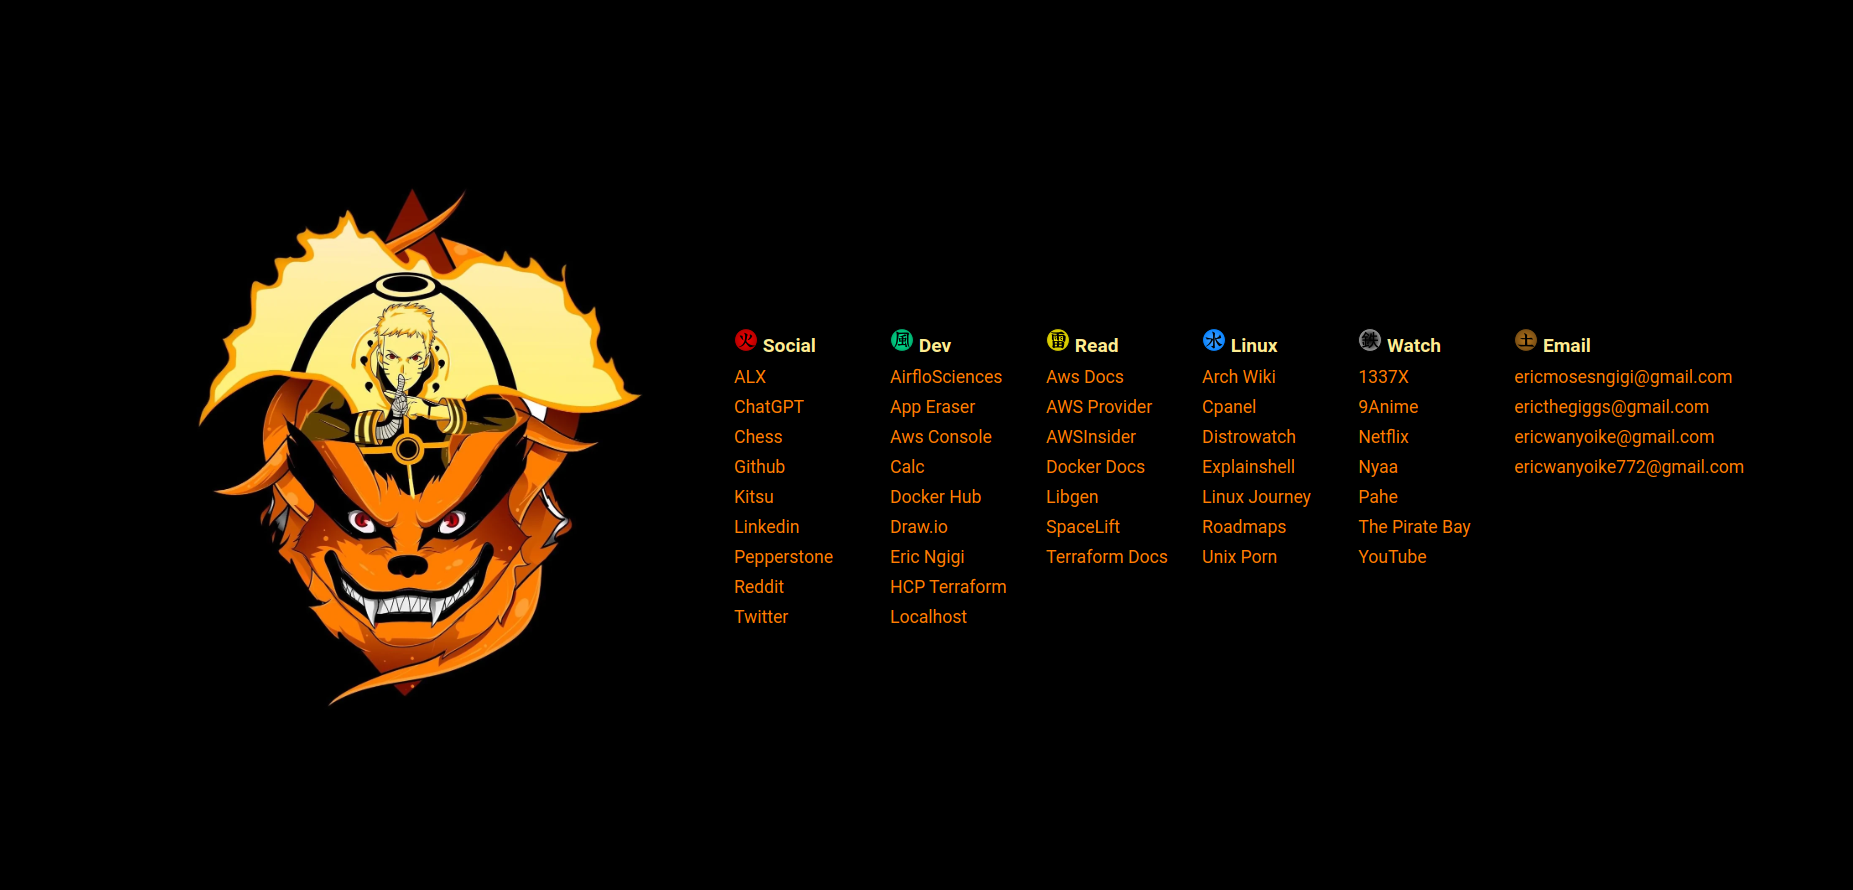 火 Social
ALX
ChatGPT
Chess
Github
Kitsu
Linkedin
Pepperstone
Reddit
Twitter
風 Dev
AirfloSciences
App Eraser
Aws Console
Calc
Docker Hub
Draw.io
Eric Ngigi
HCP Terraform
Localhost
雷 Read
Aws Docs
AWS Provider
AWSInsider
Docker Docs
Libgen
SpaceLift
Terraform Docs
水 Linux
Arch Wiki
Cpanel
Distrowatch
Explainshell
Linux Journey
Roadmaps
Unix Porn
鉄 Watch
1337X
9Anime
Netflix
Nyaa
Pahe
The Pirate Bay
YouTube
土 Email
ericmosesngigi@gmail.com
ericthegiggs@gmail.com
ericwanyoike@gmail.com
ericwanyoike772@gmail.com